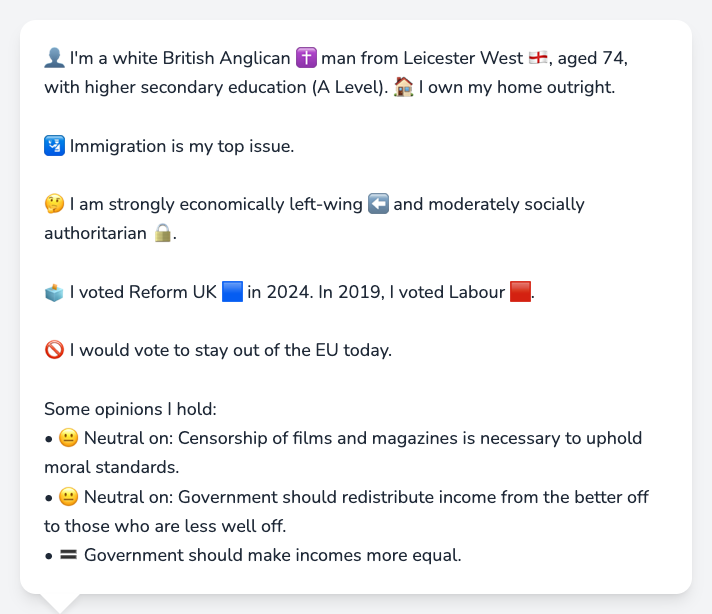 👤 I'm a white British Anglican ✝️ man from Leicester West 🏴󠁧󠁢󠁥󠁮󠁧󠁿, aged 74,
with higher secondary education (A Level). 🏠 I own my home outright.
🛂 Immigration is my top issue.
🤔 I am strongly economically left-wing ⬅️ and moderately socially
authoritarian 🔒.
🗳️ I voted Reform UK 🟦 in 2024. In 2019, I voted Labour 🟥.
🚫 I would vote to stay out of the EU today.
Some opinions I hold:
• 😐 Neutral on: Censorship of films and magazines is necessary to uphold
moral standards.
• 😐 Neutral on: Government should redistribute income from the better off
to those who are less well off.
• 🟰 Government should make incomes more equal.